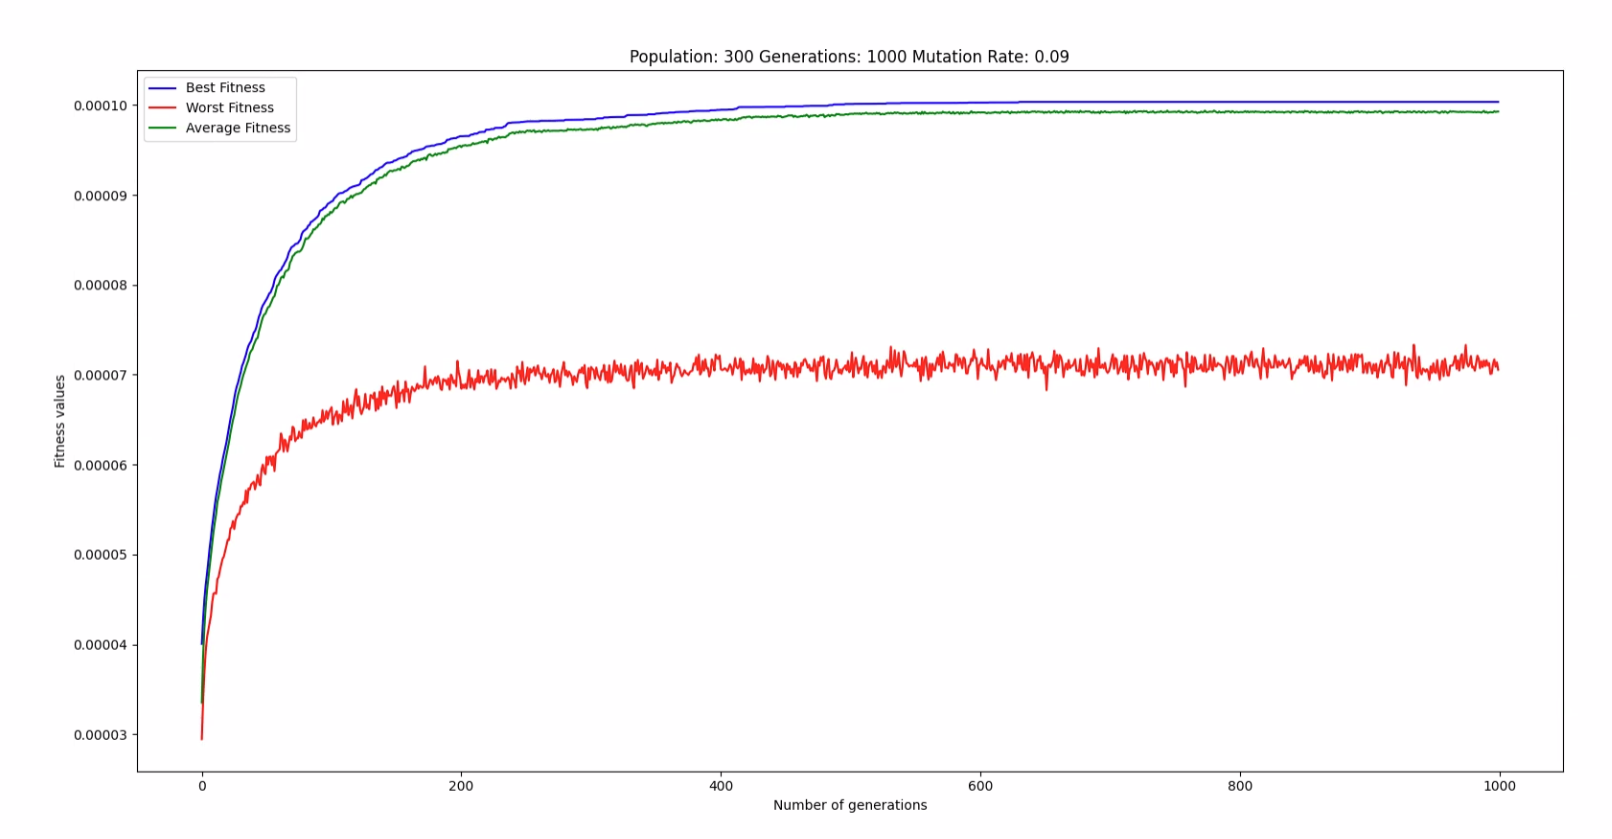 Population: 300 Generations: 1000 Mutation Rate: 0.09
Best Fitness
Worst Fitness
Average Fitness
0.00010
0.00009
0.00008
0.00007
0.00006
0.00005
0.00004
0.00003
Fitness values
0 200 400 600 800 1000
Number of generations